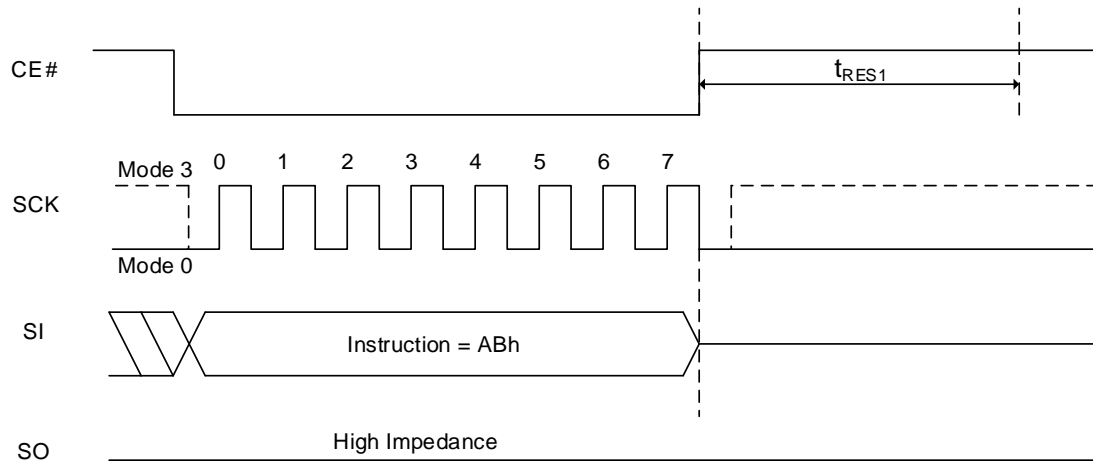 CE#
tRES1
Mode 3
0 1 2 3 4 5 6 7
SCK
Mode 0
SI
Instruction = ABh
High Impedance
SO